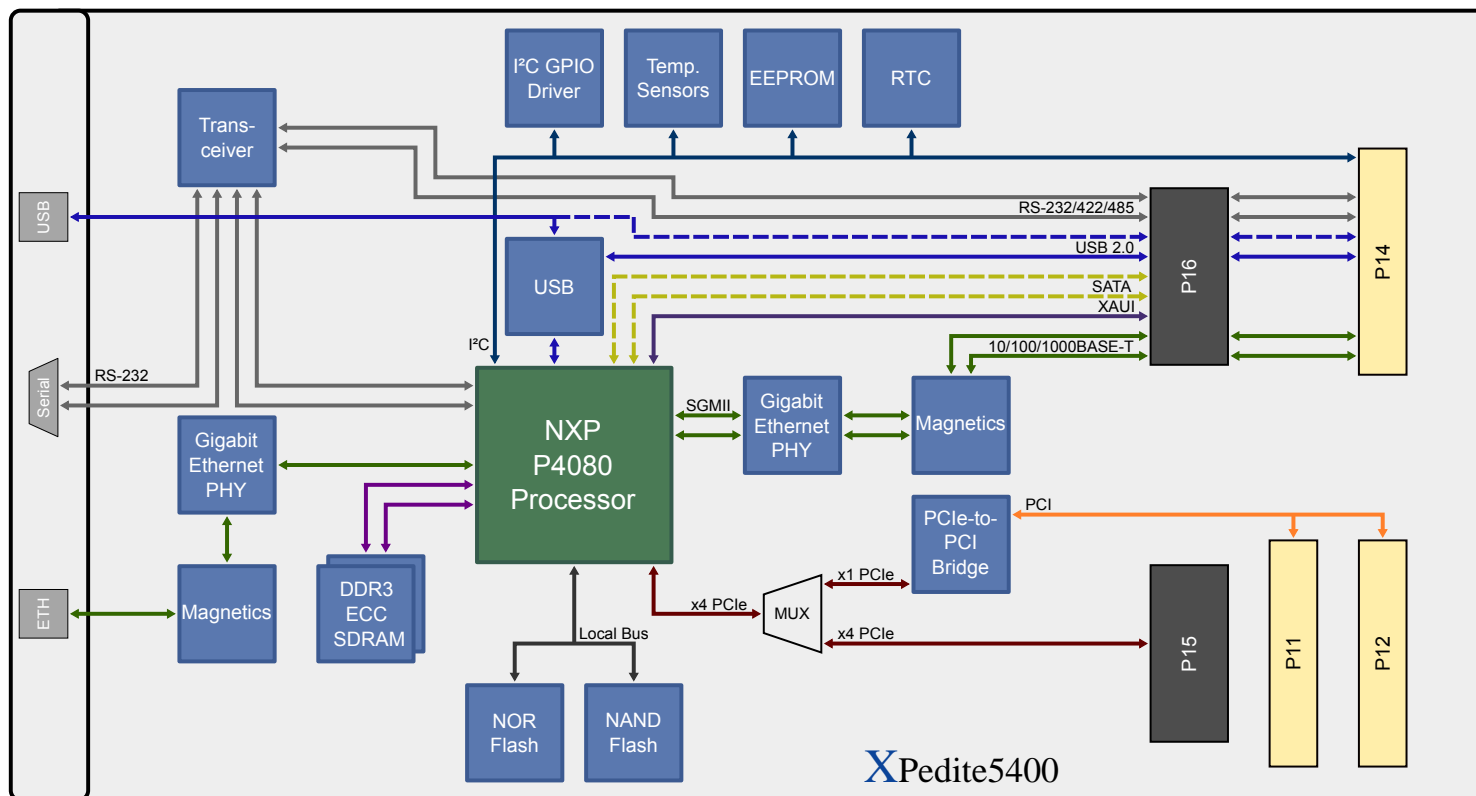 I²C GPIO
Driver
Temp.
Sensors
EEPROM
RTC
Trans-
ceiver
USB
RS-232/422/485
USB 2.0
USB
SATA
XAUI
P16
P14
I²C
10/100/1000BASE-T
Serial
RS-232
SGMII
Gigabit
Ethernet
PHY
Magnetics
NXP
P4080
Processor
Gigabit
Ethernet
PHY
PCIe-to-
PCI
Bridge
PCI
DDR3
ECC
SDRAM
ETH
Magnetics
x4 PCIe
MUX
x1 PCIe
x4 PCIe
Local Bus
P15
P11
P12
NOR
Flash
NAND
Flash
XPedite5400